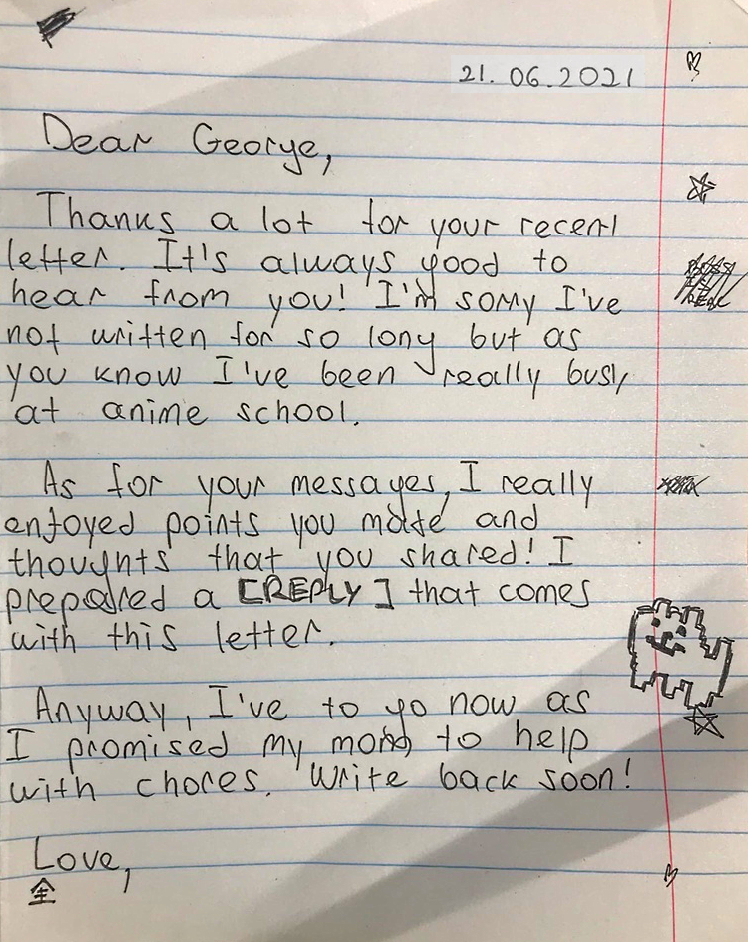 21. 06. 2021
Dear George,
Thanks a lot for your recent
letter. It's always good to
hear from you! I'm sorry I've
not written for so long but as
you know I've been really busy
at anime school.
As for your messages, I really
enjoyed points you made and
thoughts that you shared! I
prepared a [REPLY] that comes
with this letter.
Anyway, I've to go now as
I promised my mom to help
with chores. Write back soon!
Love,
金